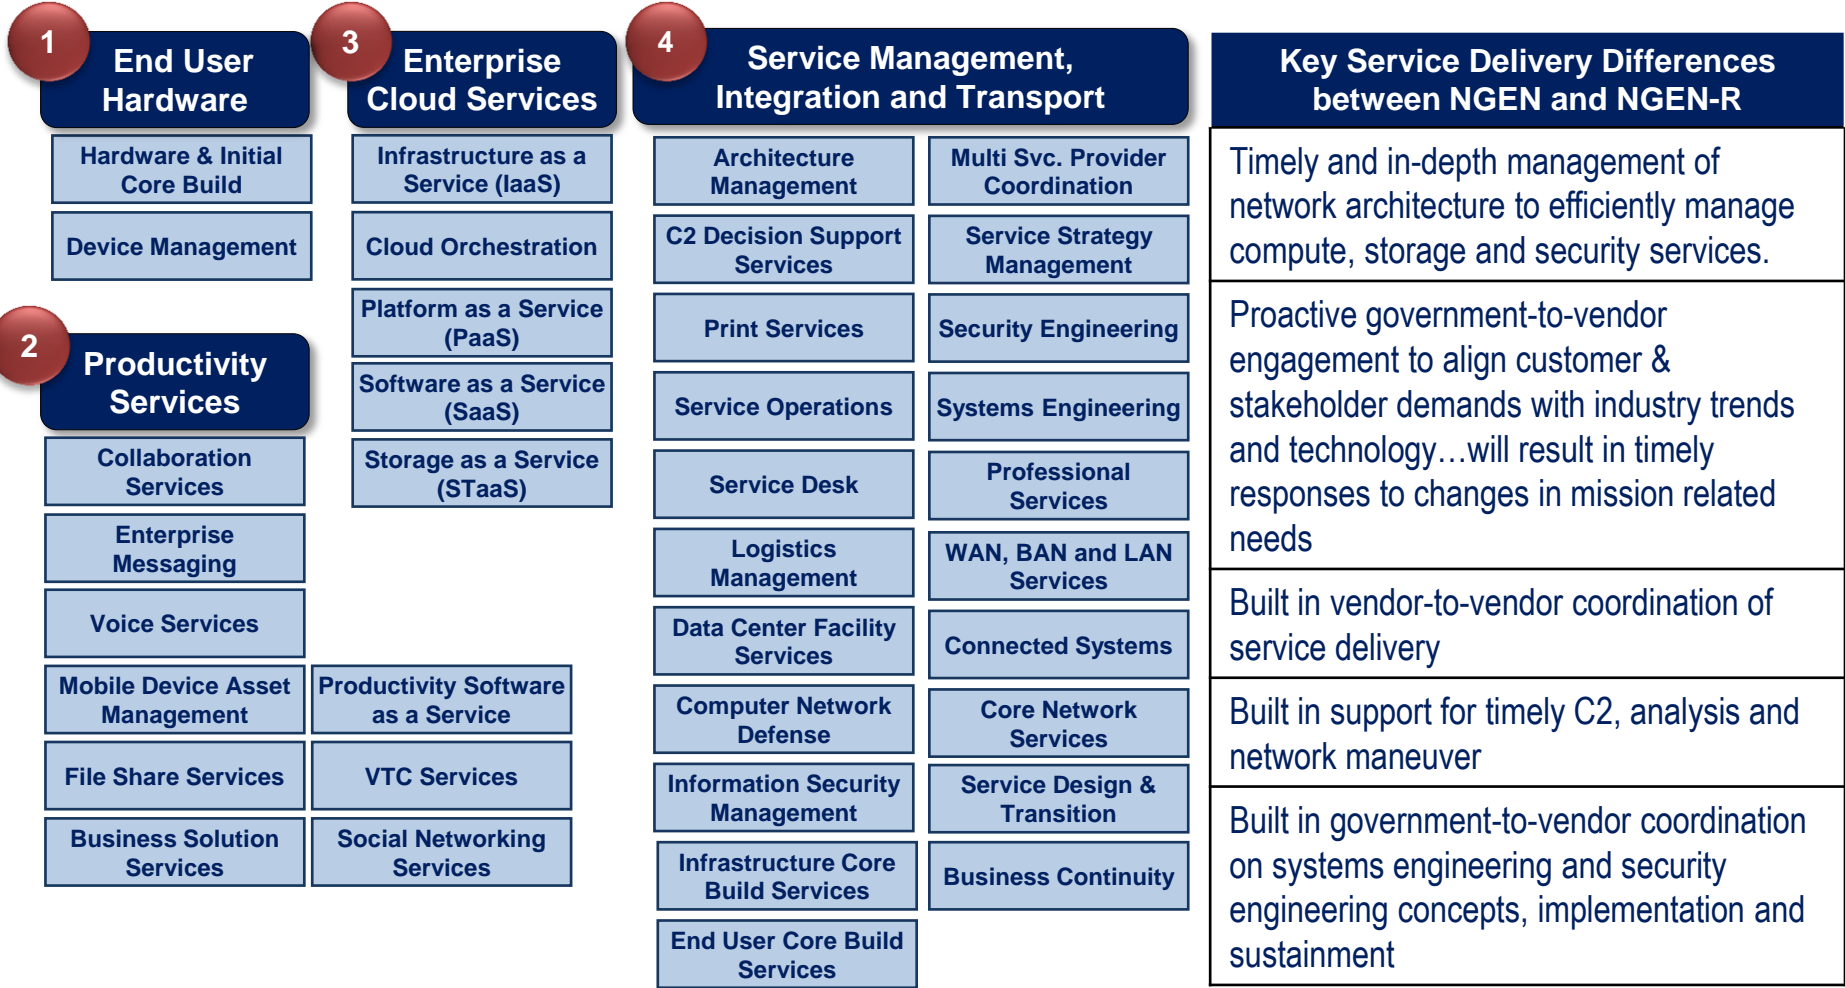 1
End User
Hardware
Hardware & Initial
Core Build
Device Management
2
Productivity
Services
Collaboration
Services
Enterprise
Messaging
Voice Services
Mobile Device Asset
Management
File Share Services
Business Solution
Services
Productivity Software
as a Service
VTC Services
Social Networking
Services
3
Enterprise
Cloud Services
Infrastructure as a
Service (IaaS)
Cloud Orchestration
Platform as a Service
(PaaS)
Software as a Service
(SaaS)
Storage as a Service
(STaaS)
4
Service Management,
Integration and Transport
Architecture
Management
C2 Decision Support
Services
Print Services
Service Operations
Service Desk
Logistics
Management
Data Center Facility
Services
Computer Network
Defense
Information Security
Management
Infrastructure Core
Build Services
End User Core Build
Services
Multi Svc. Provider
Coordination
Service Strategy
Management
Security Engineering
Systems Engineering
Professional
Services
WAN, BAN and LAN
Services
Connected Systems
Core Network
Services
Service Design &
Transition
Business Continuity
Key Service Delivery Differences
between NGEN and NGEN-R
Timely and in-depth management of
network architecture to efficiently manage
compute, storage and security services.
Proactive government-to-vendor
engagement to align customer &
stakeholder demands with industry trends
and technology…will result in timely
responses to changes in mission related
needs
Built in vendor-to-vendor coordination of
service delivery
Built in support for timely C2, analysis and
network maneuver
Built in government-to-vendor coordination
on systems engineering and security
engineering concepts, implementation and
sustainment